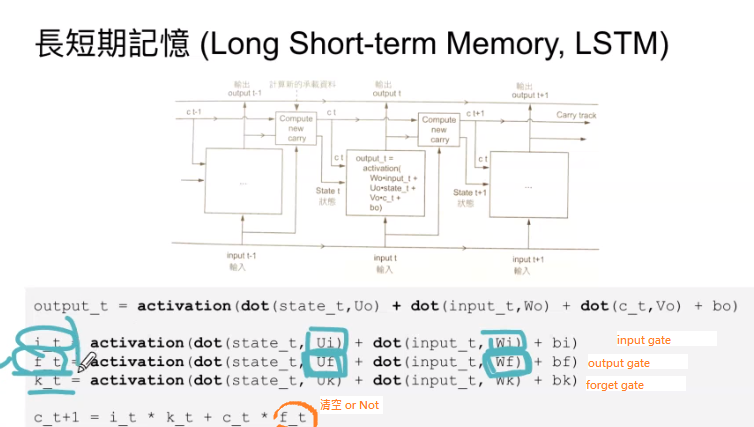 長短期記憶 (Long Short-term Memory, LSTM)
輸出
output t-1
計算新的承載資料
輸出
output t
輸出
output t+1
c t-1
Compute
new
carry
c t
Compute
new
carry
c t+1
Carry track
...
c t
output_t =
activation(
Wo•input_t +
Uo•state_t +
Vo•c_t +
bo)
c t
...
State t
狀態
State t+1
狀態
input t-1
輸入
input t
輸入
input t+1
輸入
output_t = activation(dot(state_t,Uo) + dot(input_t,Wo) + dot(c_t,Vo) + bo)
i_t = activation(dot(state_t, Ui) + dot(input_t, Wi) + bi) input gate
f_t = activation(dot(state_t, Uf) + dot(input_t, Wf) + bf) output gate
k_t = activation(dot(state_t, Uk) + dot(input_t, Wk) + bk) forget gate
c_t+1 = i_t * k_t + c_t * f_t 清空 or Not